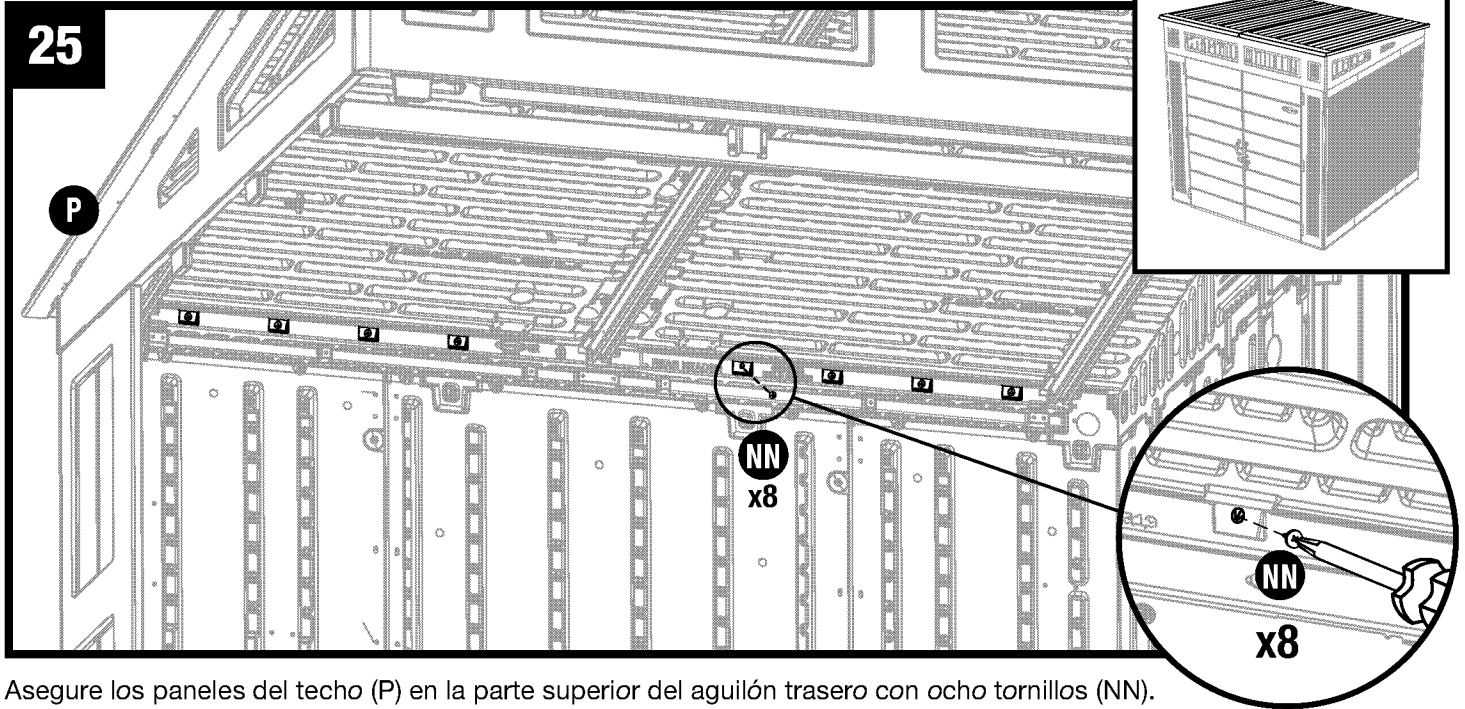 25
P
NN
x8
NN
x8
Asegure los paneles del techo (P) en la parte superior del aguilón trasero con ocho tornillos (NN).